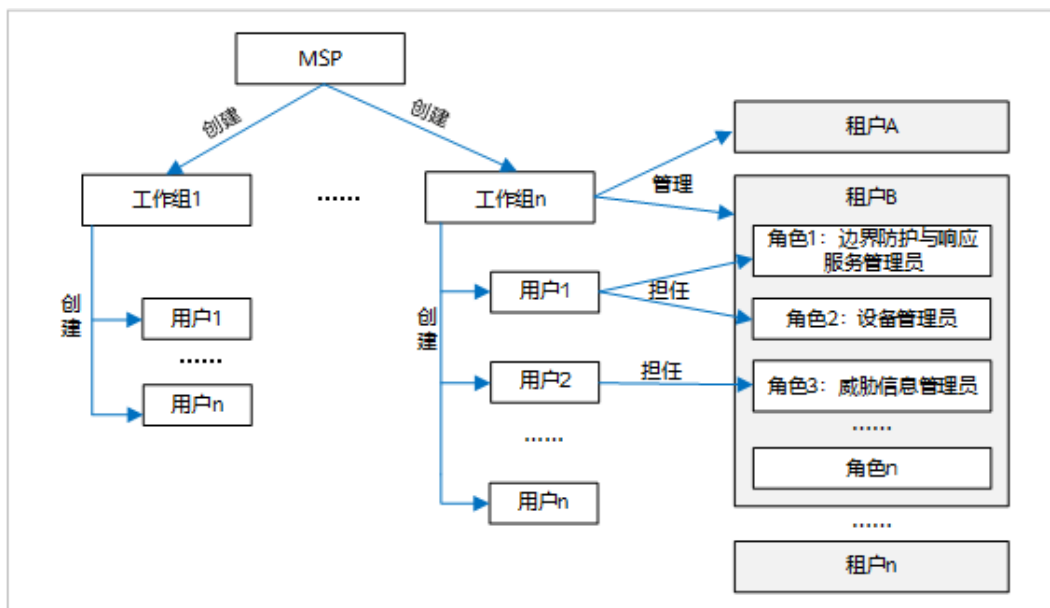 MSP
创建
创建
工作组1
......
工作组n
管理
租户A
租户B
角色1：边界防护与响应
服务管理员
角色2：设备管理员
角色3：威胁信息管理员
......
角色n
......
租户n
创建
用户1
......
用户n
创建
用户1
担任
用户2
担任
......
用户n